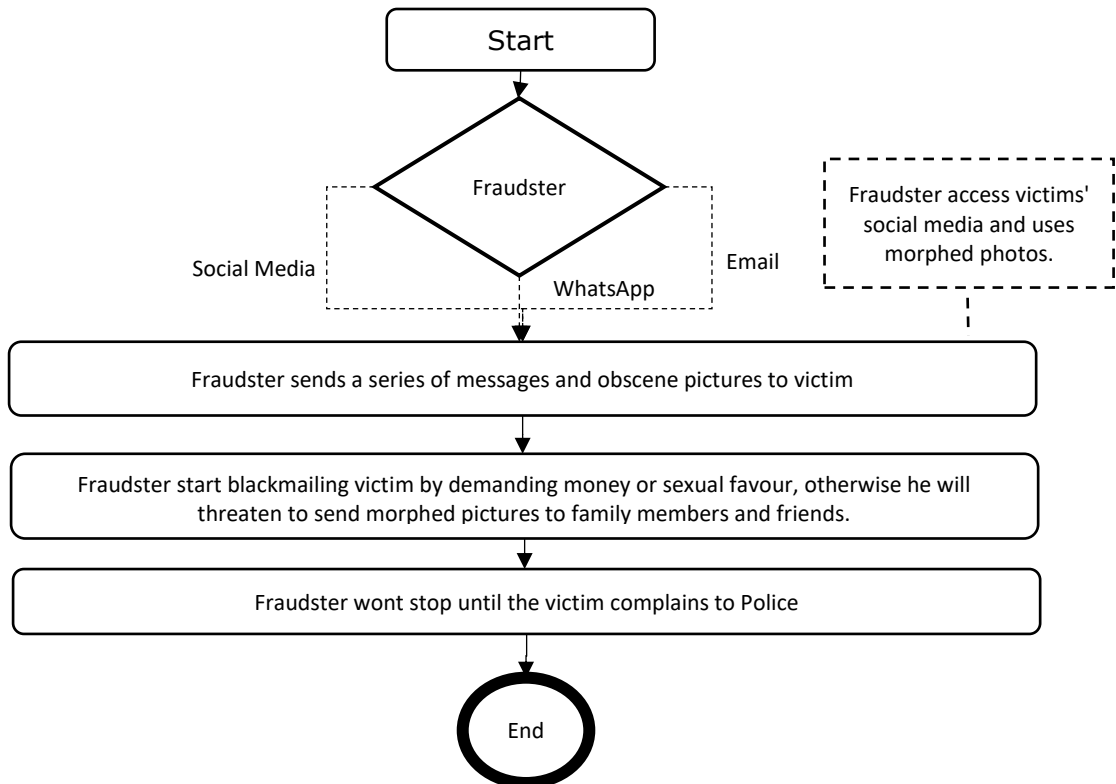 Start
Fraudster
Fraudster access victims'
social media and uses
morphed photos.
Social Media
WhatsApp
Email
Fraudster sends a series of messages and obscene pictures to victim
Fraudster start blackmailing victim by demanding money or sexual favour, otherwise he will
threaten to send morphed pictures to family members and friends.
Fraudster wont stop until the victim complains to Police
End